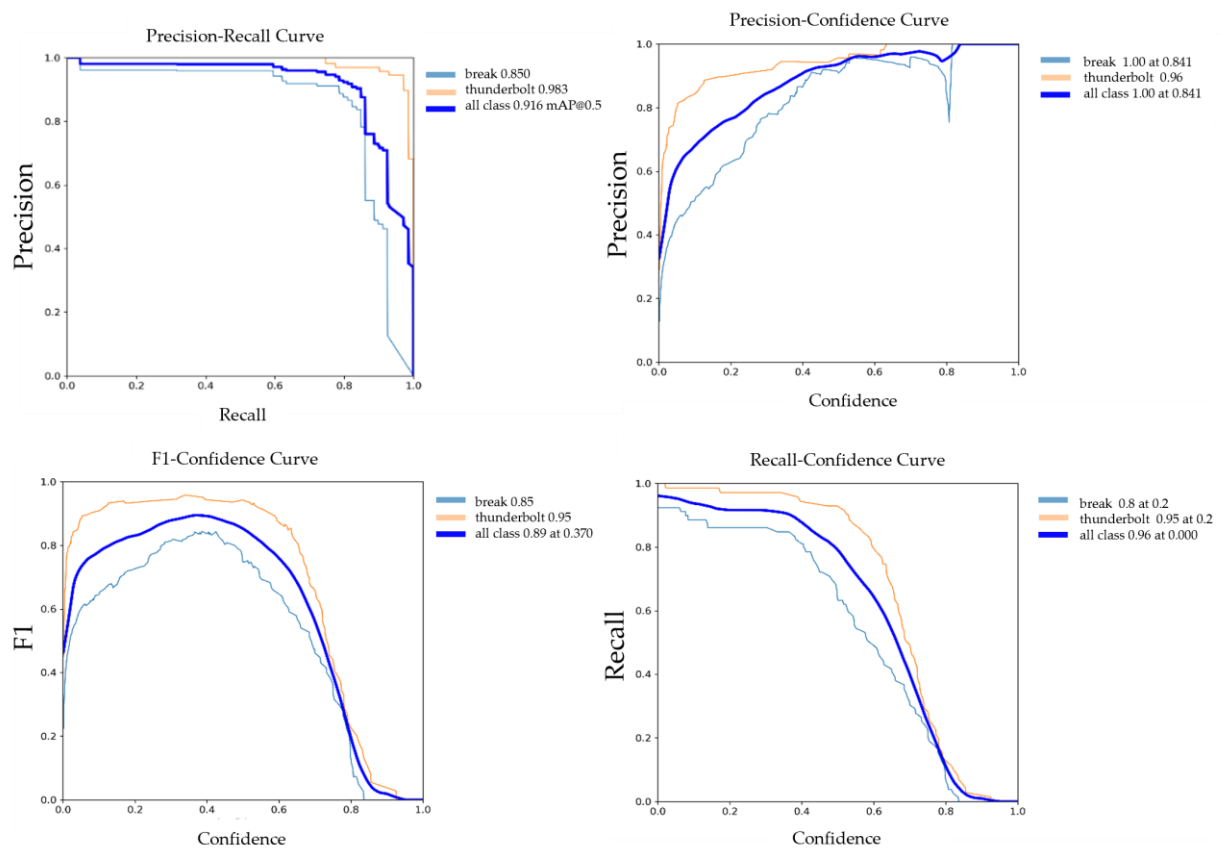 Precision-Recall Curve
1.0
0.8
0.6
0.4
0.2
0.0
Precision
0.0 0.2 0.4 0.6 0.8 1.0
Recall
break 0.850
thunderbolt 0.983
all class 0.916 mAP@0.5
Precision-Confidence Curve
1.0
0.8
0.6
0.4
0.2
0.0
Precision
0.0 0.2 0.4 0.6 0.8 1.0
Confidence
break 1.00 at 0.841
thunderbolt 0.96
all class 1.00 at 0.841
F1-Confidence Curve
1.0
0.8
0.6
0.4
0.2
0.0
F1
0.0 0.2 0.4 0.6 0.8 1.0
Confidence
break 0.85
thunderbolt 0.95
all class 0.89 at 0.370
Recall-Confidence Curve
1.0
0.8
0.6
0.4
0.2
0.0
Recall
0.0 0.2 0.4 0.6 0.8 1.0
Confidence
break 0.8 at 0.2
thunderbolt 0.95 at 0.2
all class 0.96 at 0.000